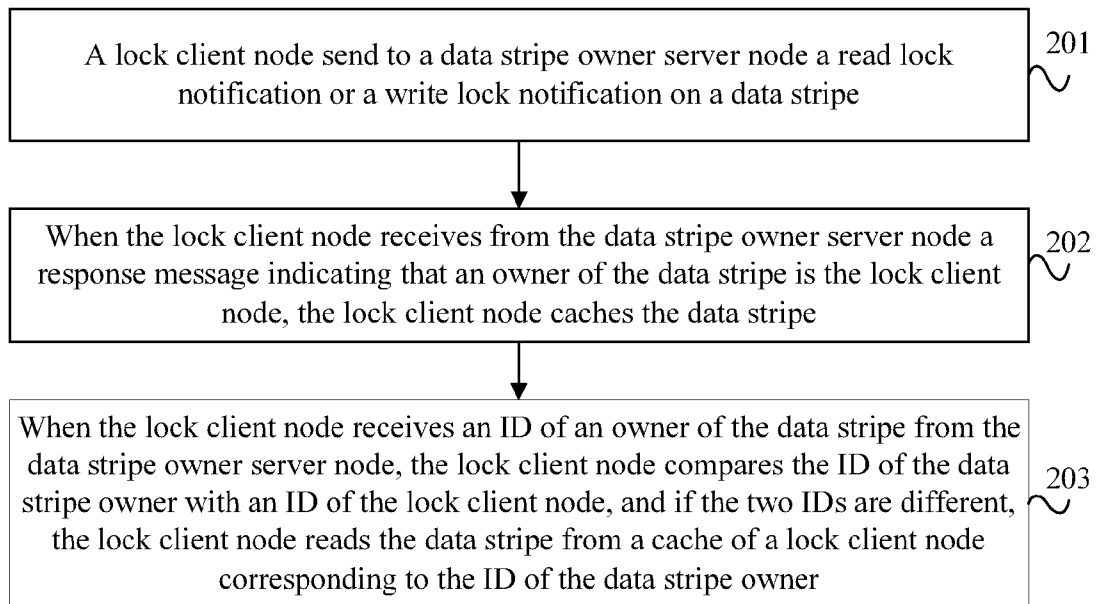 A lock client node send to a data stripe owner server node a read lock
notification or a write lock notification on a data stripe
201
When the lock client node receives from the data stripe owner server node a
response message indicating that an owner of the data stripe is the lock client
node, the lock client node caches the data stripe
202
When the lock client node receives an ID of an owner of the data stripe from the
data stripe owner server node, the lock client node compares the ID of the data
stripe owner with an ID of the lock client node, and if the two IDs are different,
the lock client node reads the data stripe from a cache of a lock client node
corresponding to the ID of the data stripe owner
203